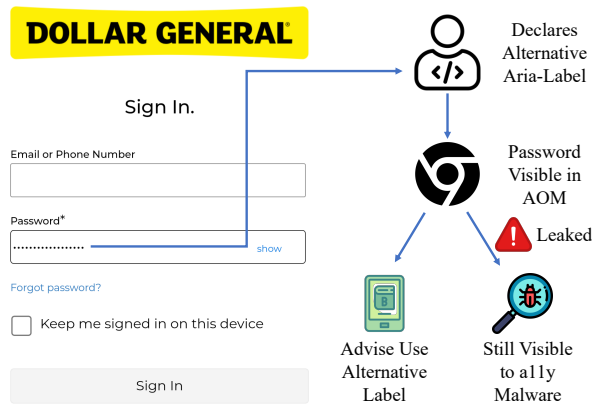 DOLLAR GENERAL
Sign In.
Email or Phone Number
Password*
••••••••••••••••••
show
Forgot password?
Keep me signed in on this device
Sign In
</>
Declares
Alternative
Aria-Label
Password
Visible in
AOM
Leaked
B
Advise Use
Alternative
Label
Still Visible
to a11y
Malware